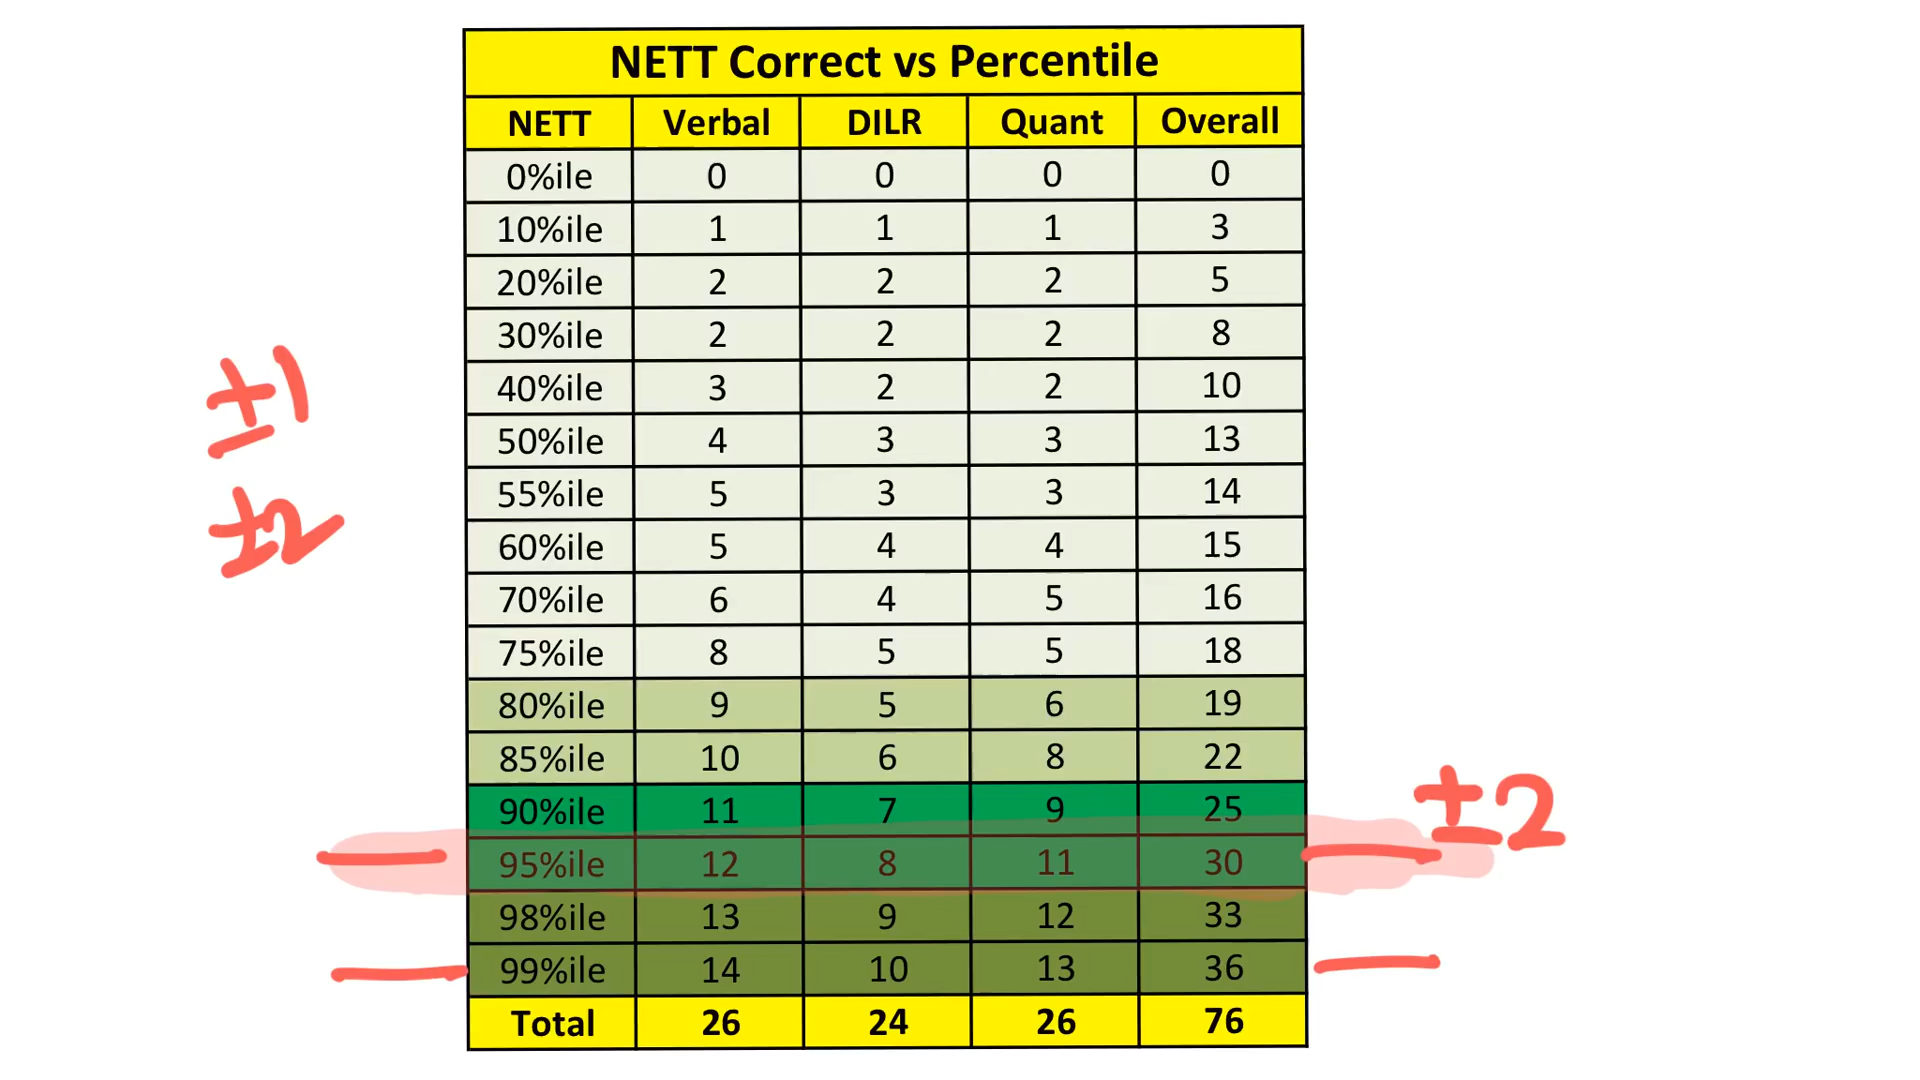 NETT Correct vs Percentile
NETT Verbal DILR Quant Overall
0%ile 0 0 0 0
10%ile 1 1 1 3
20%ile 2 2 2 5
30%ile 2 2 2 8
±1
40%ile 3 2 2 10
50%ile 4 3 3 13
55%ile 5 3 3 14
±2
60%ile 5 4 4 15
70%ile 6 4 5 16
75%ile 8 5 5 18
80%ile 9 5 6 19
85%ile 10 6 8 22
90%ile 11 7 9 25
±2
95%ile 12 8 11 30
98%ile 13 9 12 33
99%ile 14 10 13 36
Total 26 24 26 76